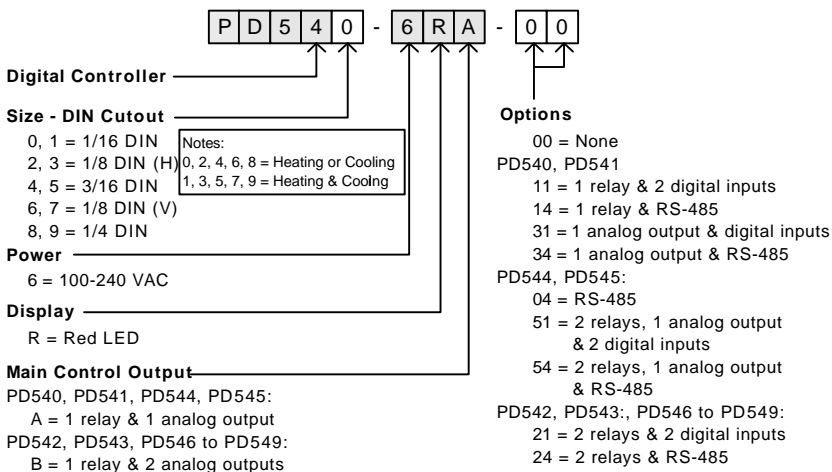 P D 5 4 0 - 6 R A - 0 0
Digital Controller
Size - DIN Cutout
0, 1 = 1/16 DIN
2, 3 = 1/8 DIN (H)
4, 5 = 3/16 DIN
6, 7 = 1/8 DIN (V)
8, 9 = 1/4 DIN
Notes:
0, 2, 4, 6, 8 = Heating or Cooling
1, 3, 5, 7, 9 = Heating & Coolng
Power
6 = 100-240 VAC
Display
R = Red LED
Main Control Output
PD540, PD541, PD544, PD545:
A = 1 relay & 1 analog output
PD542, PD543, PD546 to PD549:
B = 1 relay & 2 analog outputs
Options
00 = None
PD540, PD541
11 = 1 relay & 2 digital inputs
14 = 1 relay & RS-485
31 = 1 analog output & digital inputs
34 = 1 analog output & RS-485
PD544, PD545:
04 = RS-485
51 = 2 relays, 1 analog output
& 2 digital inputs
54 = 2 relays, 1 analog output
& RS-485
PD542, PD543:, PD546 to PD549:
21 = 2 relays & 2 digital inputs
24 = 2 relays & RS-485